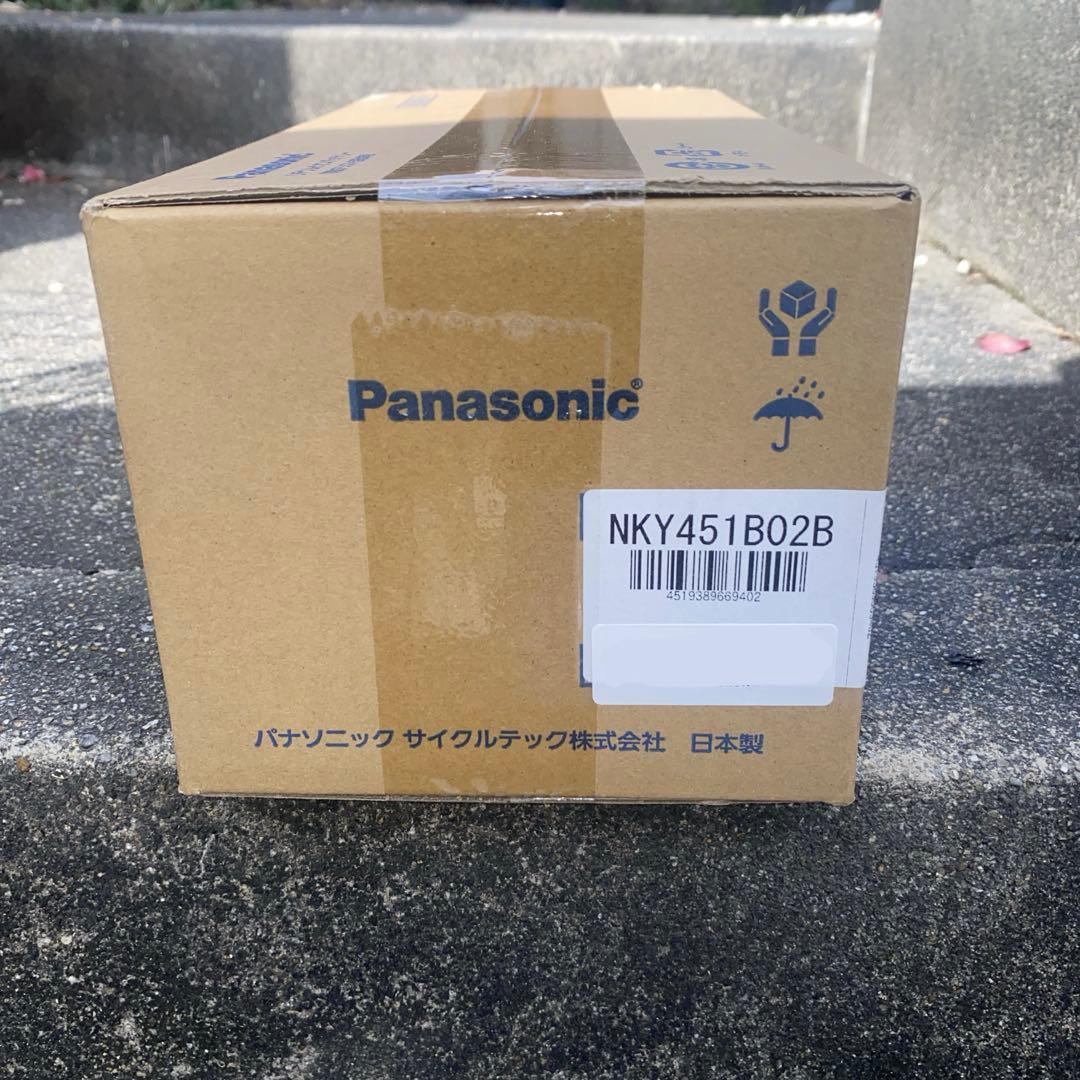 Panasonic
Panasonic®
NKY451B02B
4519389669402
パナソニック サイクルテック株式会社 日本製